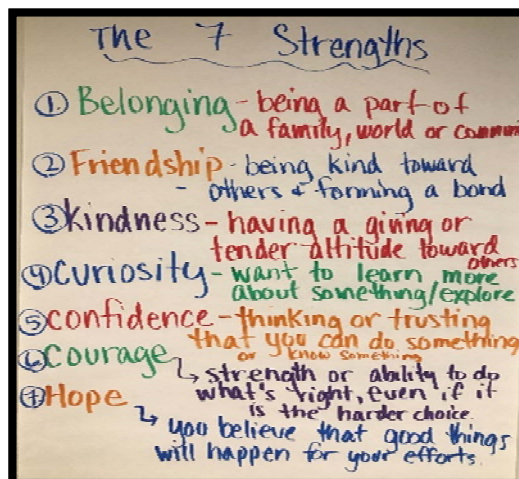 The 7 Strengths
① Belonging - being a part of
a family, world or
② Friendship - being kind toward
- others & forming a bond
③ Kindness - having a giving or
tender attitude toward
others
④ Curiosity - want to learn more
about something/explore
⑤ Confidence - thinking or trusting
that you can do something
or know something
⑥ Courage
↳ strength or ability to do
what's right, even if it
is the harder choice.
⑦ Hope
↳ you believe that good things
will happen for your efforts.